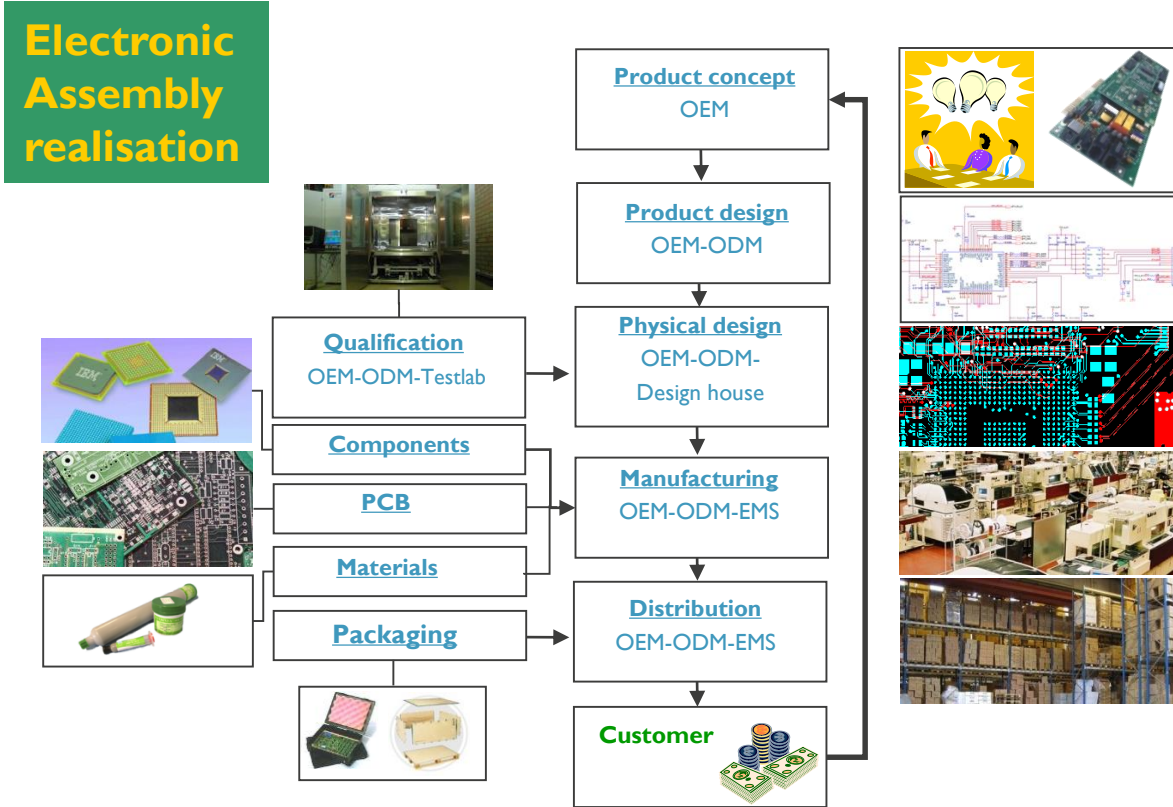 Electronic
Assembly
realisation
Product concept
OEM
Product design
OEM-ODM
Qualification
OEM-ODM-Testlab
Physical design
OEM-ODM-
Design house
Components
IBM
IBM
PCB
Manufacturing
OEM-ODM-EMS
Materials
Packaging
Distribution
OEM-ODM-EMS
Customer